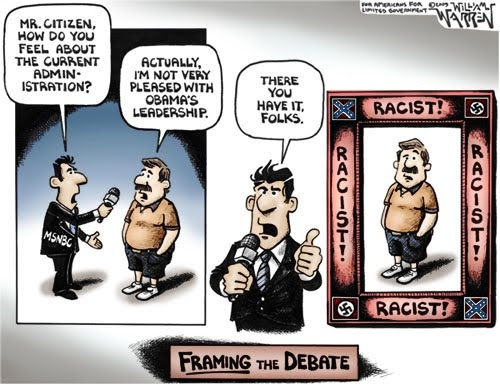 FOR AMERICANS FOR
LIMITED GOVERNMENT
©2009 WILLIAM
WARREN
MR. CITIZEN,
HOW DO YOU
FEEL ABOUT
THE CURRENT
ADMIN-
ISTRATION?
ACTUALLY,
I'M NOT VERY
PLEASED WITH
OBAMA'S
LEADERSHIP.
MSNBC
THERE
YOU
HAVE IT,
FOLKS.
RACIST!
RACIST!
RACIST!
RACIST!
FRAMING THE DEBATE